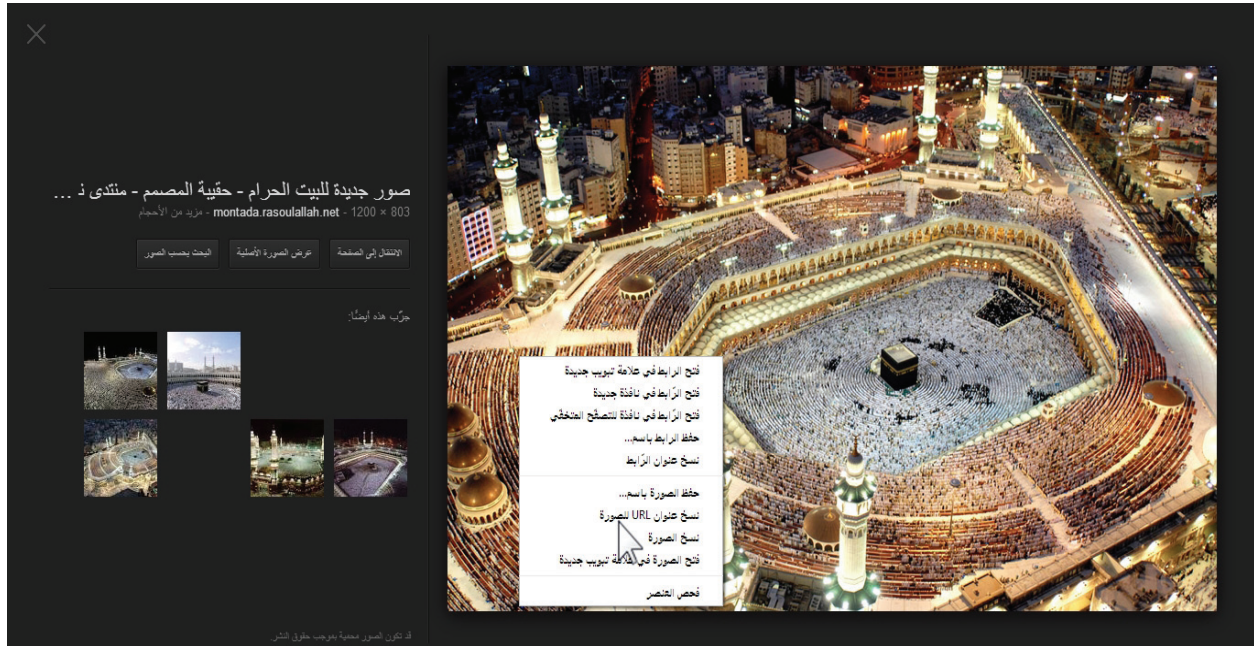 صور جديدة للبيت الحرام - حقيبة المصمم - منتدى نـ ...
montada.rasoulallah.net - 1200 × 803 - مزيد من الأحجام
الانتقال إلى الصفحة
عرض الصورة الأصلية
البحث بحسب الصور
جرّب هذه أيضًا:
قد تكون الصور محمية بموجب حقوق النشر.
فتح الرابط في علامة تبويب جديدة
فتح الرّابط في نافذة جديدة
فتح الرّابط في نافذة للتصفّح المتخفّي
حفظ الرابط باسم...
نسخ عنوان الرّابط
حفظ الصورة باسم...
نسخ عنوان URL للصورة
نسخ الصورة
فتح الصورة في علامة تبويب جديدة
فحص العنصر